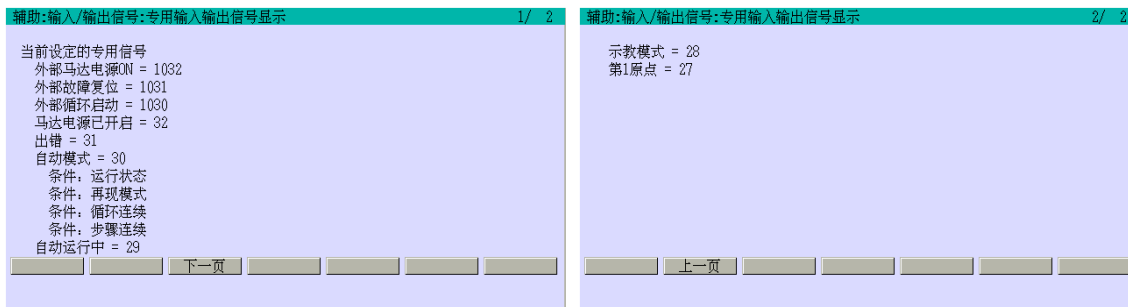 辅助:输入/输出信号:专用输入输出信号显示 1/ 2
当前设定的专用信号
外部马达电源ON = 1032
外部故障复位 = 1031
外部循环启动 = 1030
马达电源已开启 = 32
出错 = 31
自动模式 = 30
条件: 运行状态
条件: 再现模式
条件: 循环连续
条件: 步骤连续
自动运行中 = 29
下一页
辅助:输入/输出信号:专用输入输出信号显示 2/ 2
示教模式 = 28
第1原点 = 27
上一页